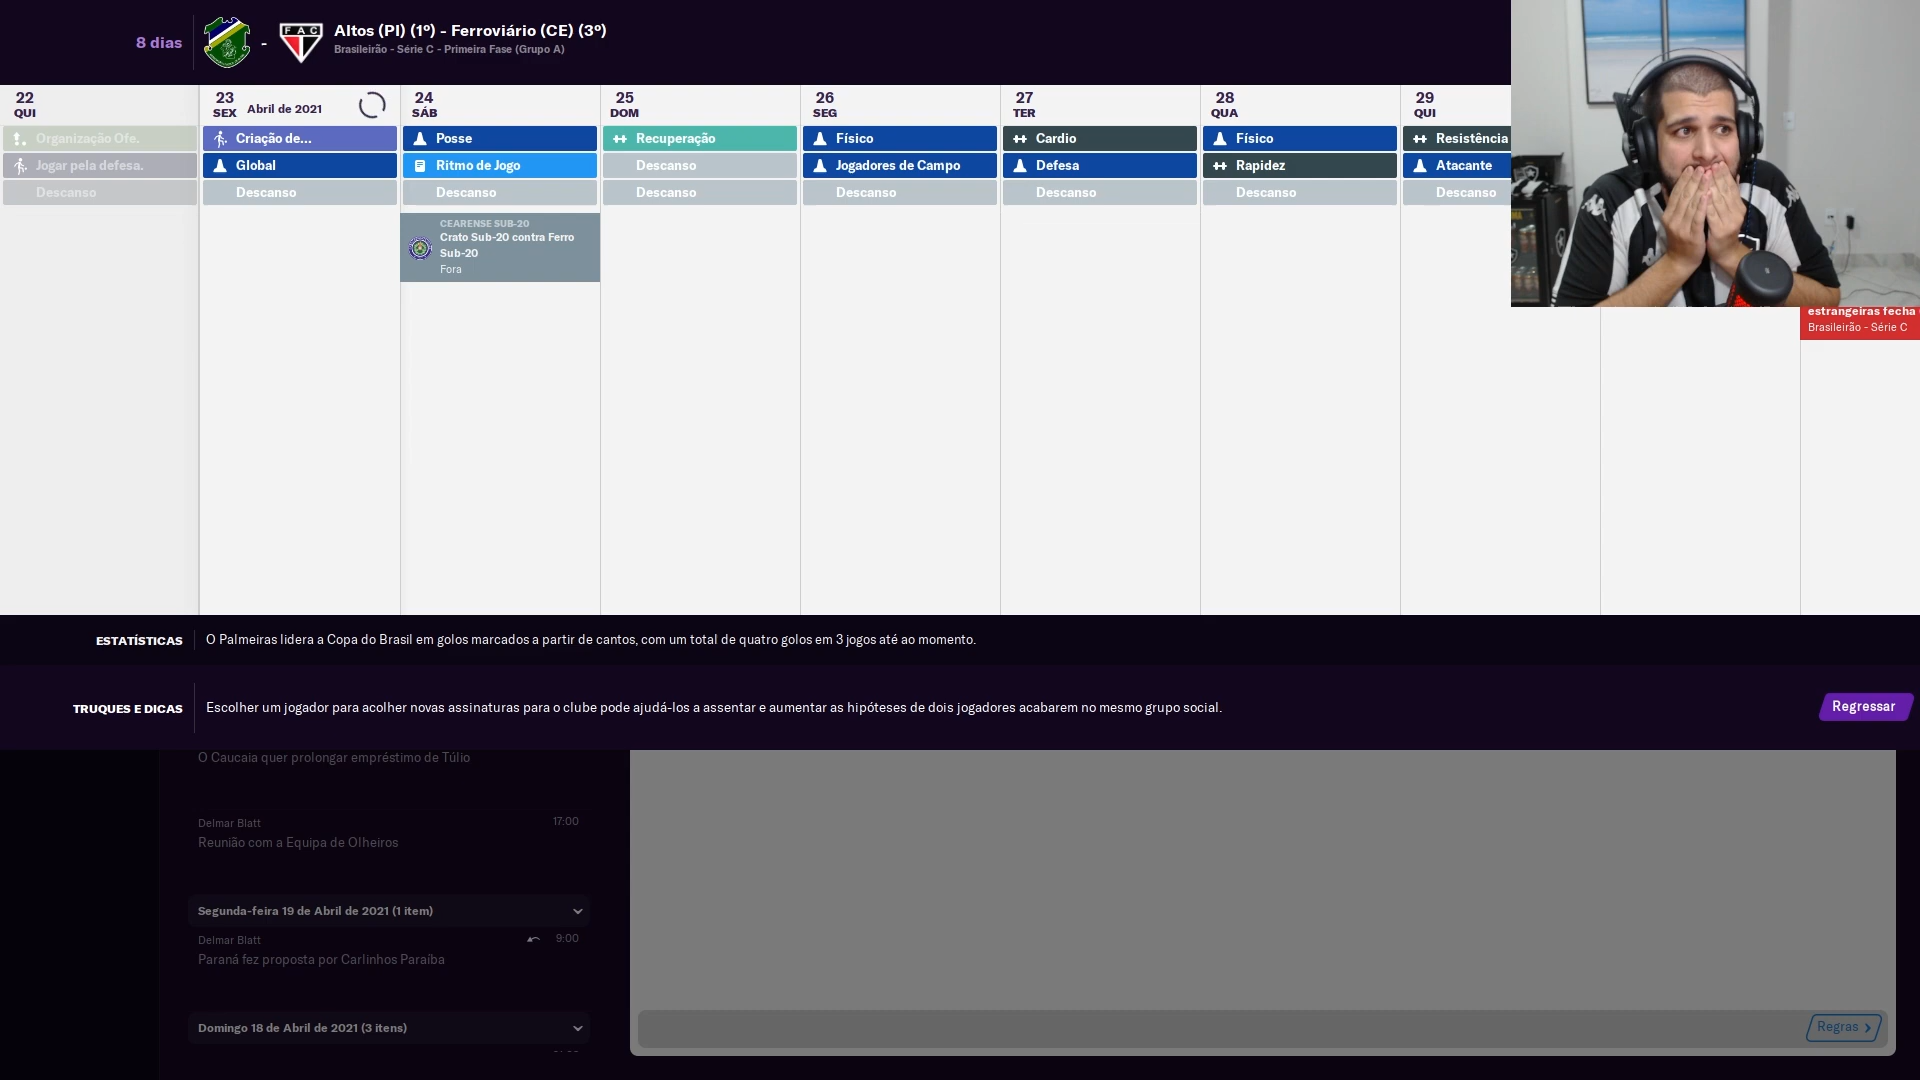 8 dias
-
FAC
Altos (PI) (1º) - Ferroviário (CE) (3º)
Brasileirão - Série C - Primeira Fase (Grupo A)
22
QUI
Organização Ofe.
Jogar pela defesa.
Descanso
23
SEX Abril de 2021
Criação de...
Global
Descanso
24
SÁB
Posse
Ritmo de Jogo
Descanso
CEARENSE SUB-20
Crato Sub-20 contra Ferro
Sub-20
Fora
25
DOM
Recuperação
Descanso
Descanso
26
SEG
Físico
Jogadores de Campo
Descanso
27
TER
Cardio
Defesa
Descanso
28
QUA
Físico
Rapidez
Descanso
29
QUI
Resistência
Atacante
Descanso
estrangeiras fecha
Brasileirão - Série C
ESTATÍSTICAS
O Palmeiras lidera a Copa do Brasil em golos marcados a partir de cantos, com um total de quatro golos em 3 jogos até ao momento.
TRUQUES E DICAS
Escolher um jogador para acolher novas assinaturas para o clube pode ajudá-los a assentar e aumentar as hipóteses de dois jogadores acabarem no mesmo grupo social.
Regressar
O Caucaia quer prolongar empréstimo de Túlio
Delmar Blatt 17:00
Reunião com a Equipa de Olheiros
Segunda-feira 19 de Abril de 2021 (1 item)
Delmar Blatt 9:00
Paraná fez proposta por Carlinhos Paraíba
Domingo 18 de Abril de 2021 (3 itens)
Regras